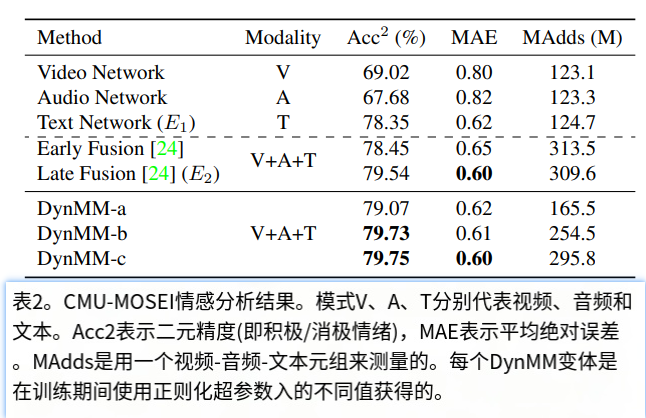 Method Modality Acc² (%) MAE MAdds (M)
Video Network V 69.02 0.80 123.1
Audio Network A 67.68 0.82 123.3
Text Network (E₁) T 78.35 0.62 124.7
Early Fusion [24] V+A+T 78.45 0.65 313.5
Late Fusion [24] (E₂) 79.54 0.60 309.6
DynMM-a 79.07 0.62 165.5
DynMM-b V+A+T 79.73 0.61 254.5
DynMM-c 79.75 0.60 295.8
表2。CMU-MOSEI情感分析结果。模式V、A、T分别代表视频、音频和
文本。Acc2表示二元精度(即积极/消极情绪)，MAE表示平均绝对误差
。MAdds是用一个视频-音频-文本元组来测量的。每个DynMM变体是
在训练期间使用正则化超参数入的不同值获得的。